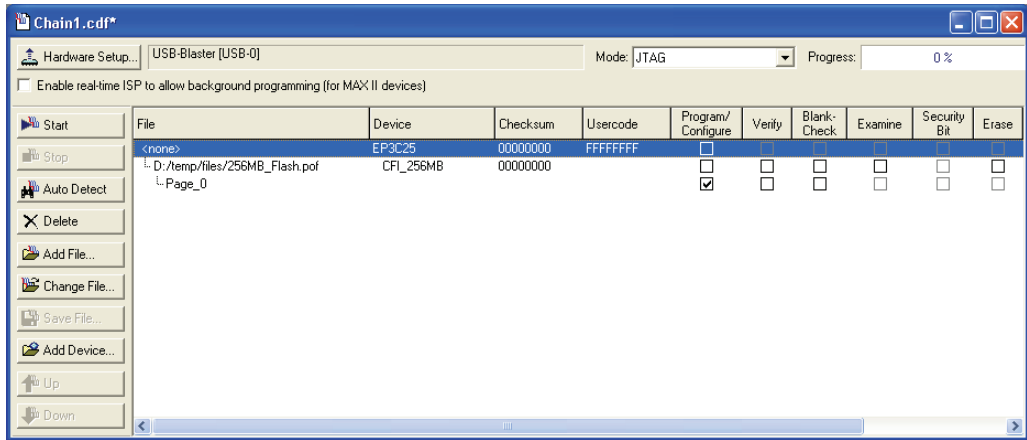 Chain1.cdf*
Hardware Setup... USB-Blaster [USB-0] Mode: JTAG Progress: 0 %
Enable real-time ISP to allow background programming (for MAX II devices)
Start
Stop
Auto Detect
Delete
Add File...
Change File...
Save File...
Add Device...
Up
Down
File Device Checksum Usercode Program/ Configure Verify Blank- Check Examine Security Bit Erase
<none> EP3C25 00000000 FFFFFFFF
D:/temp/files/256MB_Flash.pof CFI_256MB 00000000
Page_0